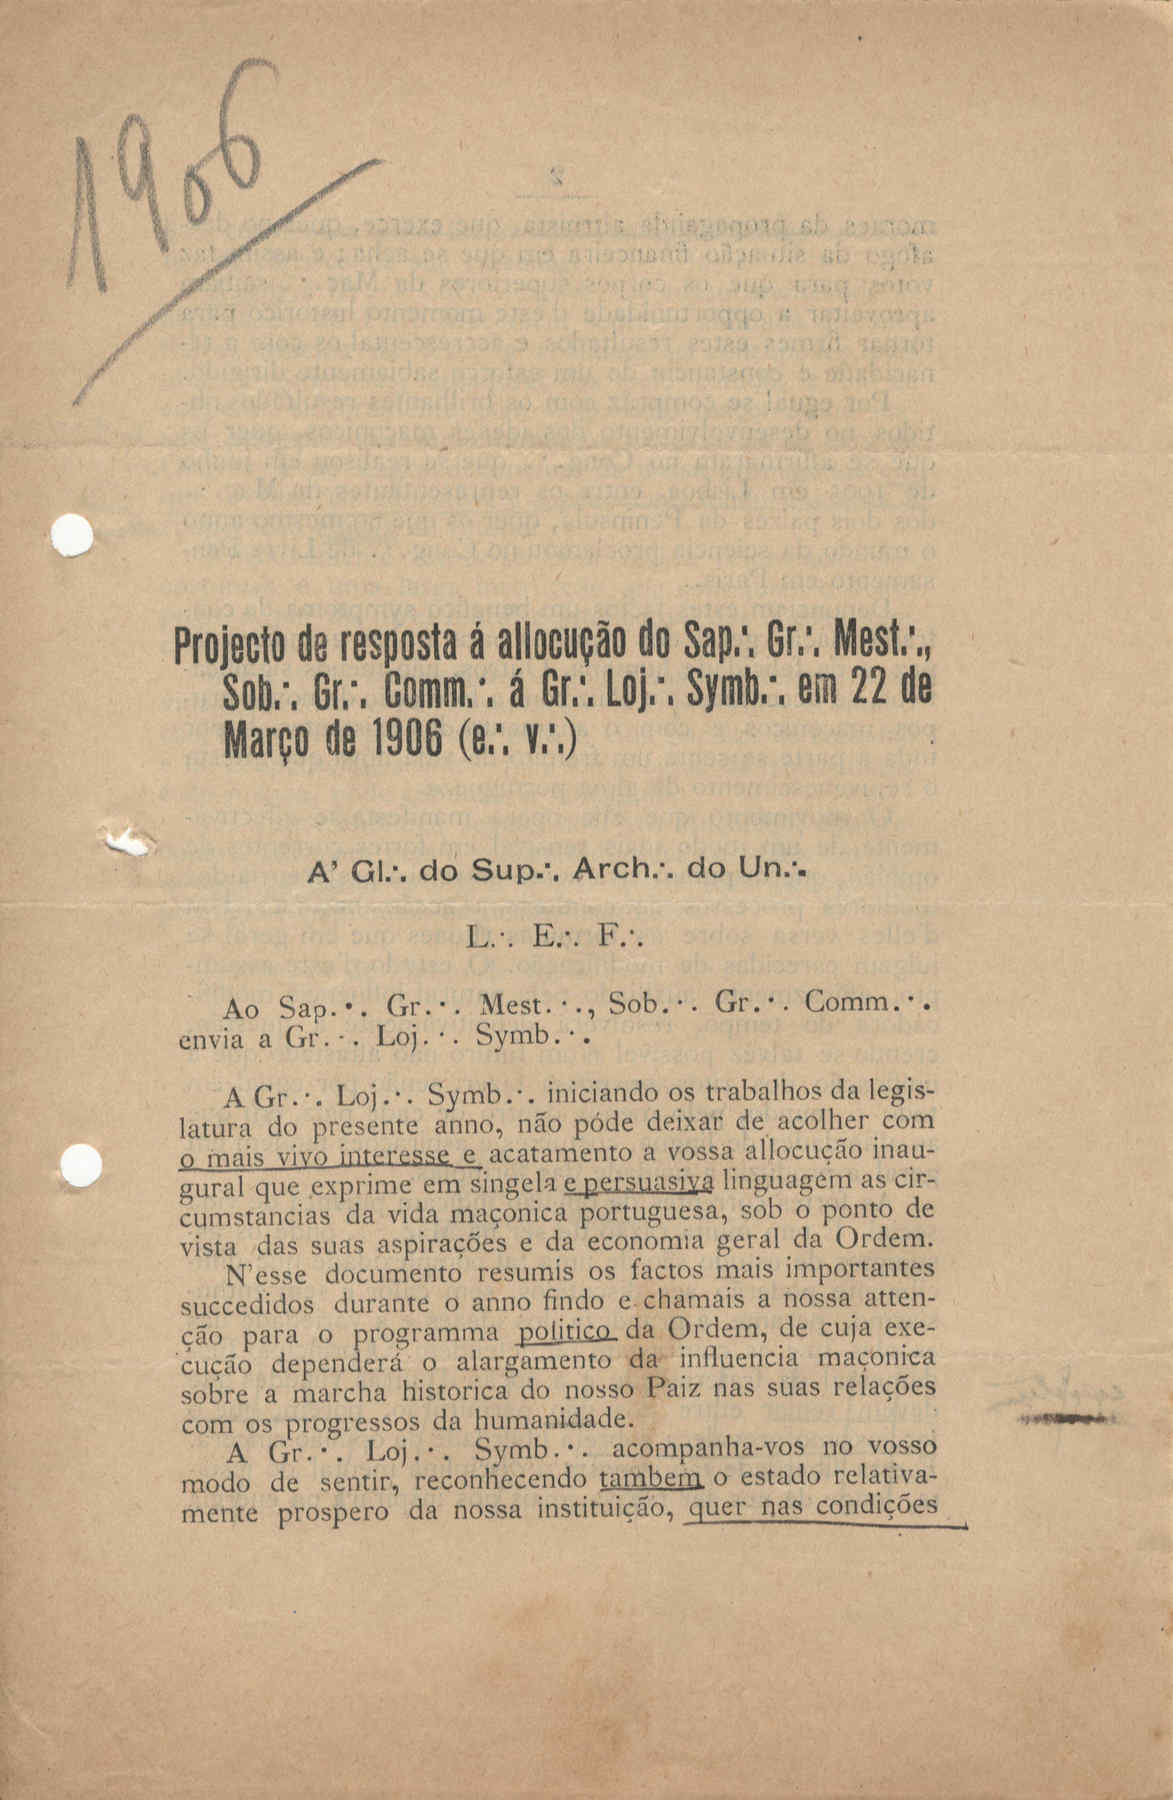 1906
Projecto de resposta á allocução do Sap.∴ Gr.∴ Mest.∴,
Sob.∴ Gr.∴ Comm.∴ á Gr.∴ Loj.∴ Symb.∴ em 22 de
Março de 1906 (e.∴ v.∴)
A' Gl.∴ do Sup.∴ Arch.∴ do Un.∴
L.∴ E.∴ F.∴
Ao Sap.∴ Gr.∴ Mest.∴, Sob.∴ Gr.∴ Comm.∴
envia a Gr.∴ Loj.∴ Symb.∴
A Gr.∴ Loj.∴ Symb.∴ iniciando os trabalhos da legis-
latura do presente anno, não póde deixar de acolher com
o mais vivo interesse e acatamento a vossa allocução inau-
gural que exprime em singela e persuasiva linguagem as cir-
cumstancias da vida maçonica portuguesa, sob o ponto de
vista das suas aspirações e da economia geral da Ordem.
N'esse documento resumis os factos mais importantes
succedidos durante o anno findo e chamais a nossa atten-
ção para o programma politico da Ordem, de cuja exe-
cução dependerá o alargamento da influencia maçonica
sobre a marcha historica do nosso Paiz nas suas relações
com os progressos da humanidade.
A Gr.∴ Loj.∴ Symb.∴ acompanha-vos no vosso
modo de sentir, reconhecendo tambem o estado relativa-
mente prospero da nossa instituição, quer nas condições